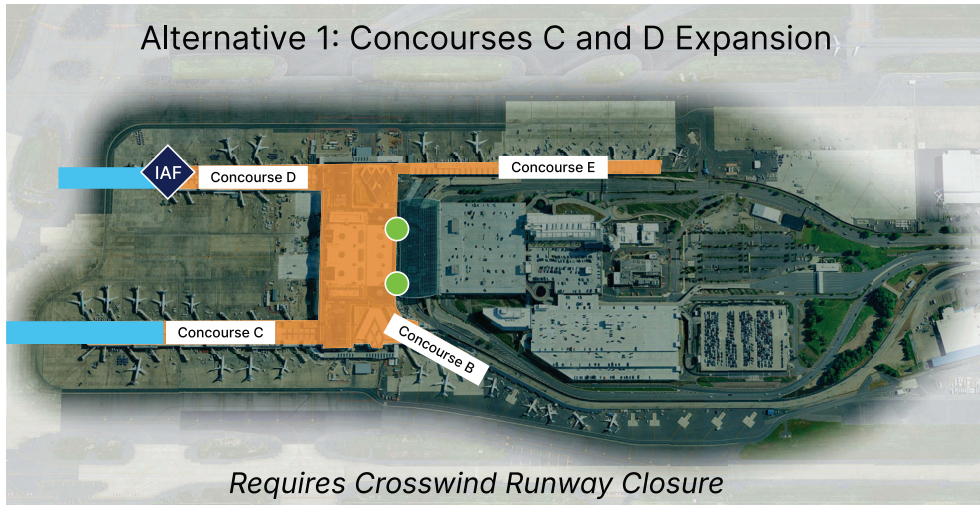 Alternative 1: Concourses C and D Expansion
IAF
Concourse D
Concourse E
Concourse C
Concourse B
Requires Crosswind Runway Closure